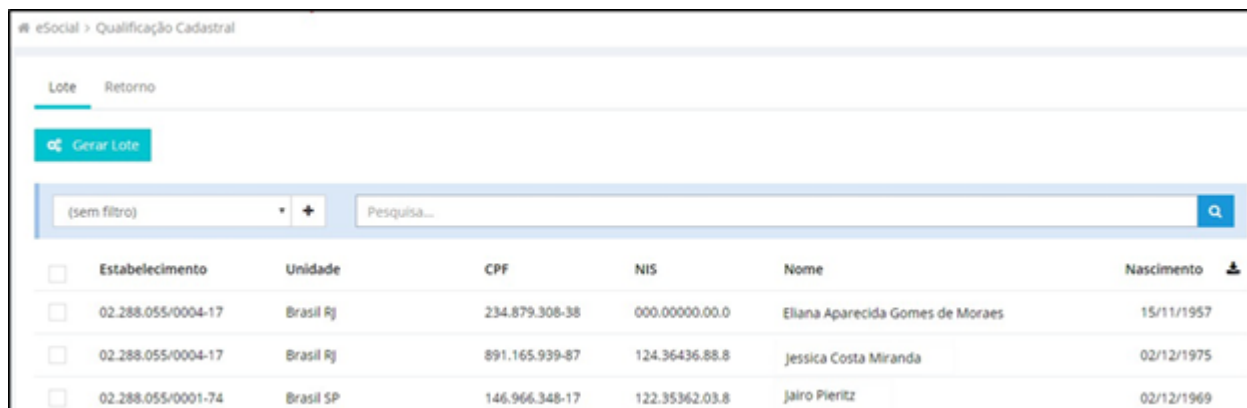 eSocial > Qualificação Cadastral
Lote Retorno
Gerar Lote
(sem filtro) + Pesquisa...
Estabelecimento Unidade CPF NIS Nome Nascimento
02.288.055/0004-17 Brasil RJ 234.879.308-38 000.00000.00.0 Eliana Aparecida Gomes de Moraes 15/11/1957
02.288.055/0004-17 Brasil RJ 891.165.939-87 124.36436.88.8 Jessica Costa Miranda 02/12/1975
02.288.055/0001-74 Brasil SP 146.966.348-17 122.35362.03.8 Jairo Pieritz 02/12/1969